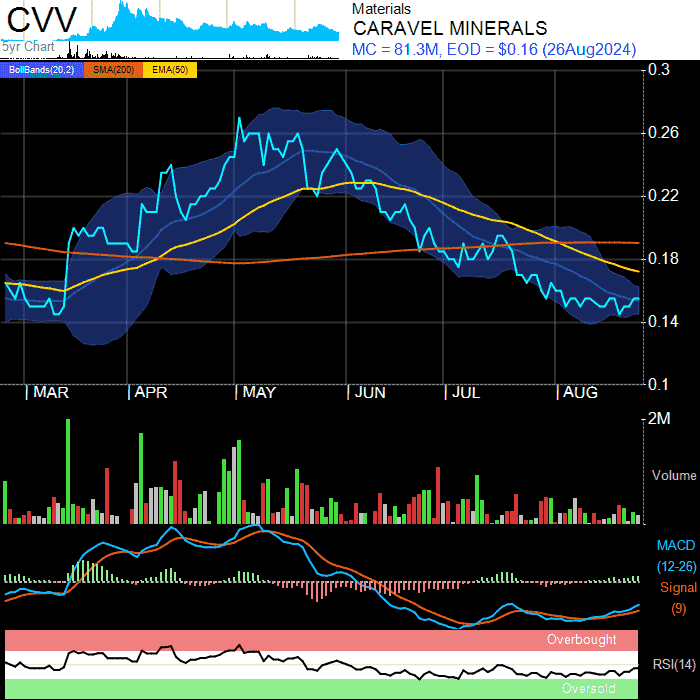 CVV
5yr Chart
Materials
CARAVEL MINERALS
MC = 81.3M, EOD = $0.16 (26Aug2024)
BollBands(20,2) SMA(200) EMA(50)
0.3
0.26
0.22
0.18
0.14
0.1
MAR APR MAY JUN JUL AUG
2M
Volume
MACD
(12-26)
Signal
(9)
Overbought
RSI(14)
Oversold